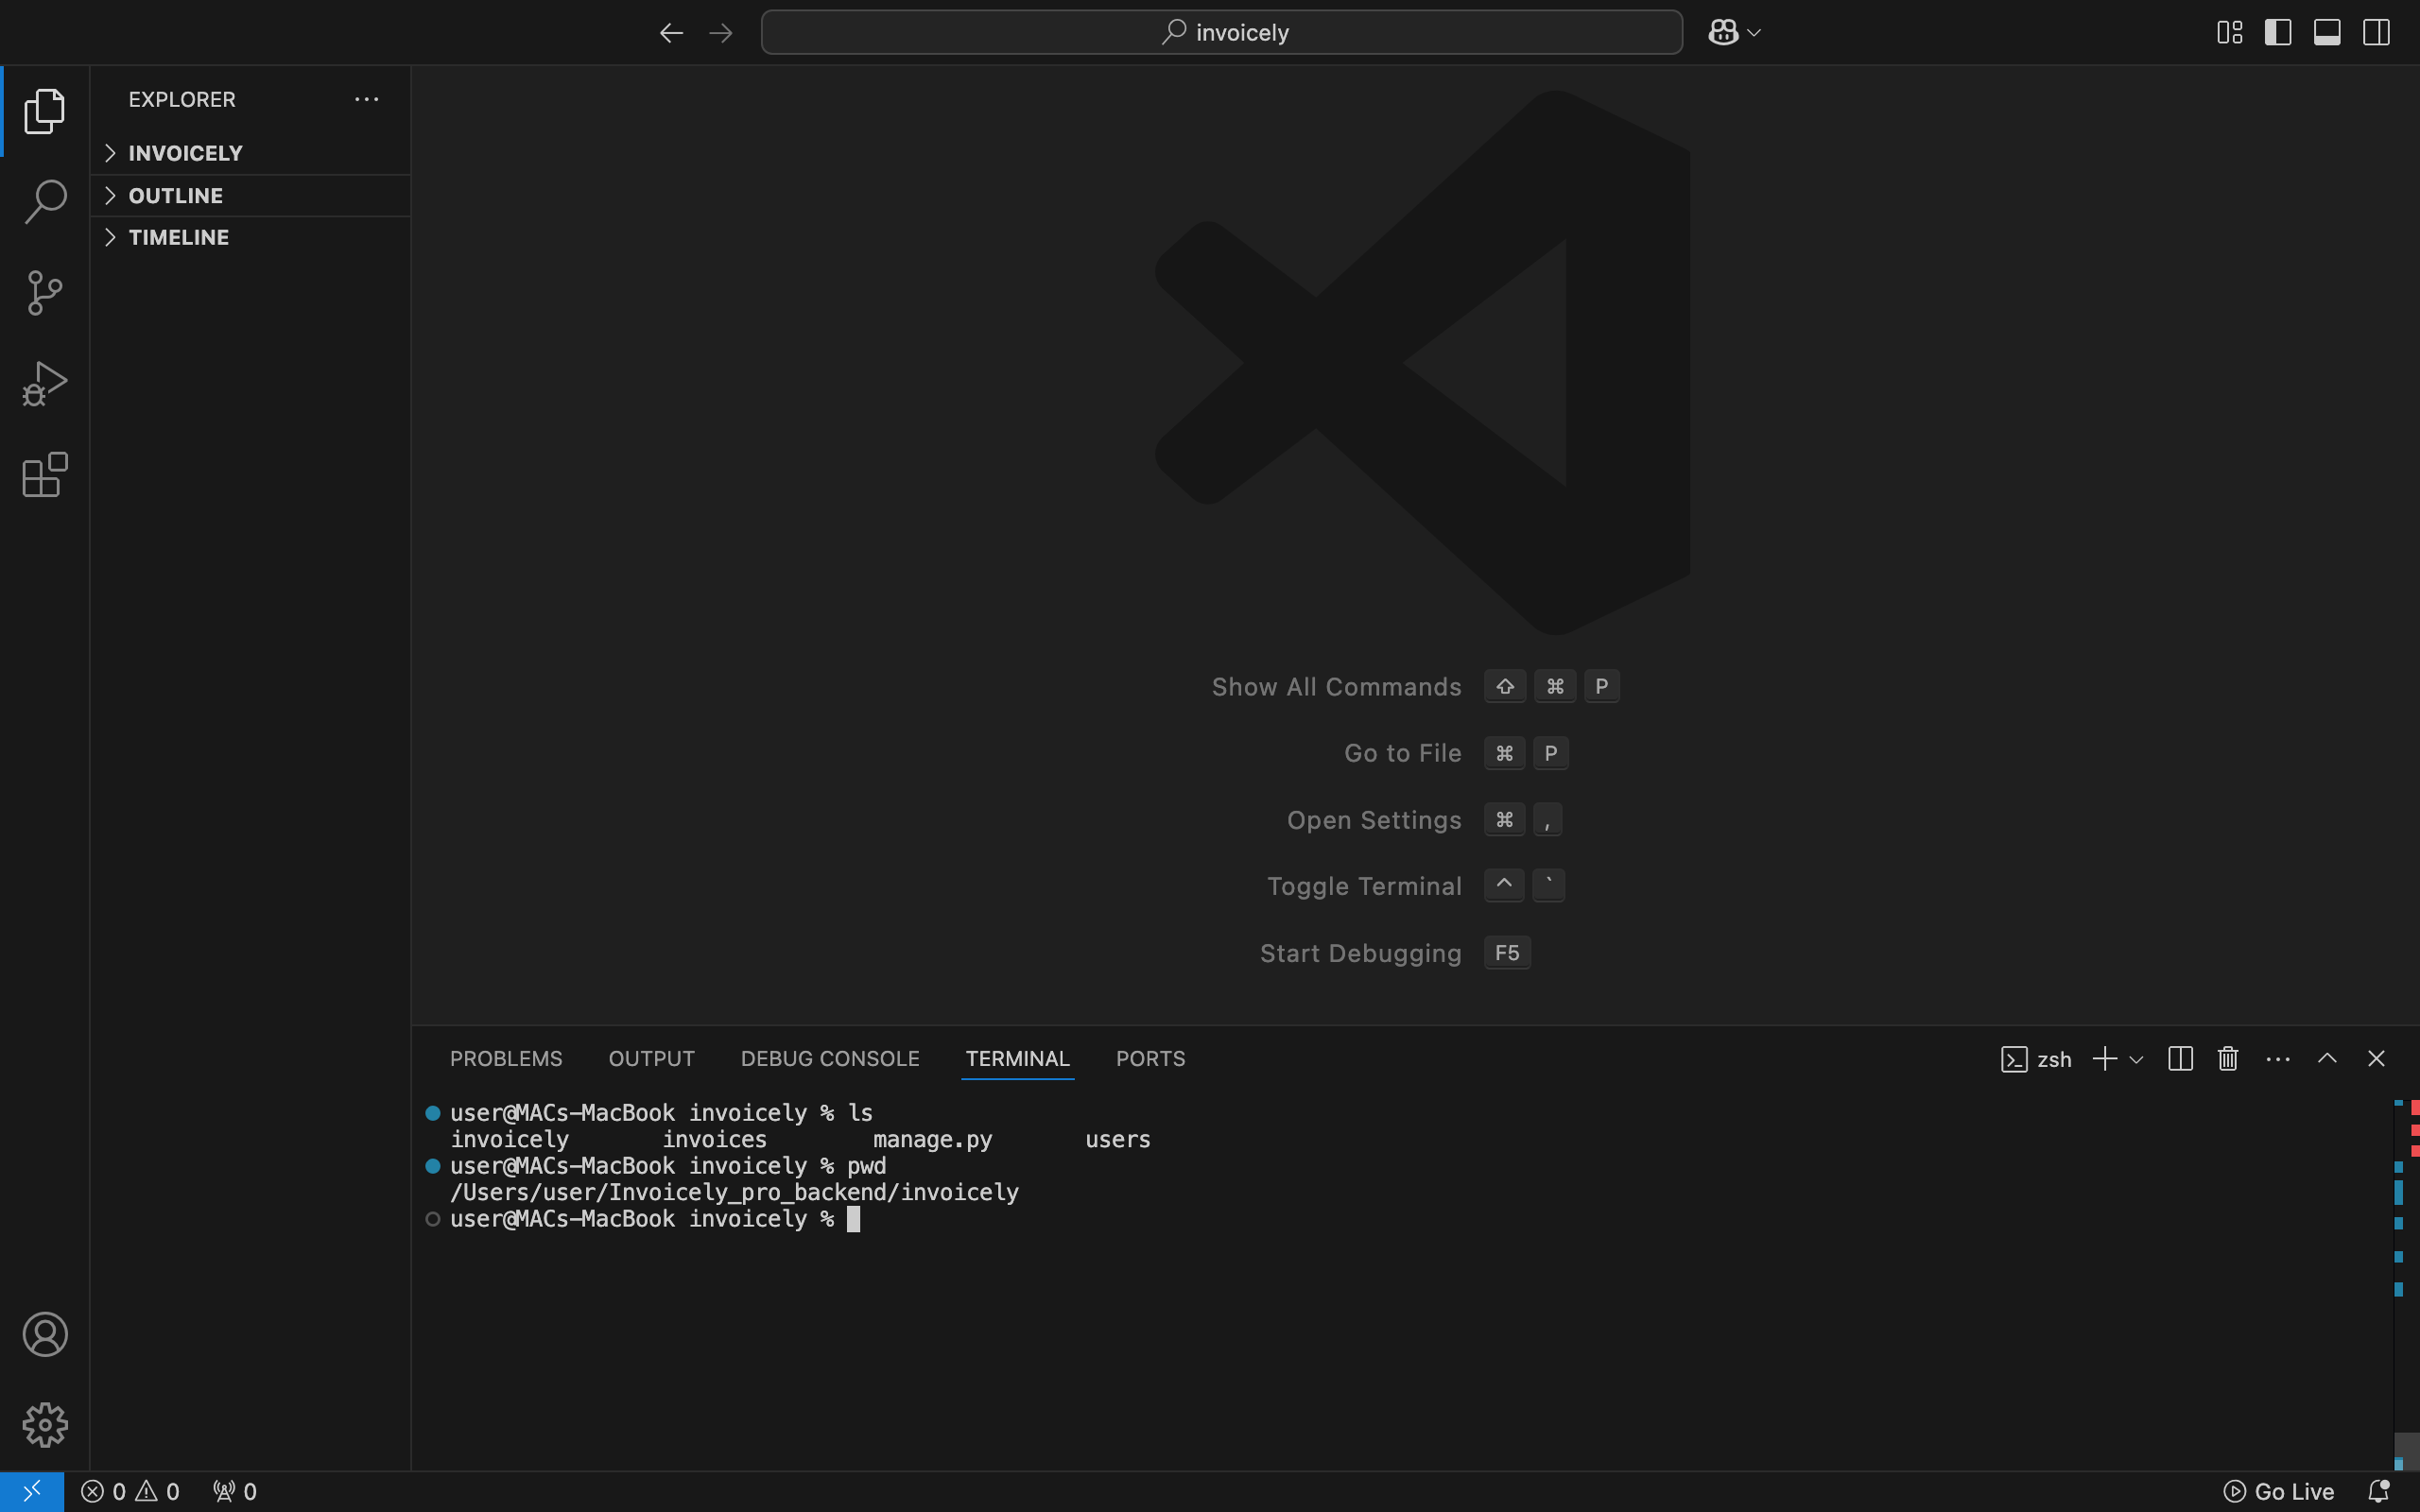 invoicely
EXPLORER
INVOICELY
OUTLINE
TIMELINE
Show All Commands ⇧ ⌘ P
Go to File ⌘ P
Open Settings ⌘ ,
Toggle Terminal ^ `
Start Debugging F5
PROBLEMS OUTPUT DEBUG CONSOLE TERMINAL PORTS zsh
user@MACs-MacBook invoicely % ls
invoicely invoices manage.py users
user@MACs-MacBook invoicely % pwd
/Users/user/Invoicely_pro_backend/invoicely
user@MACs-MacBook invoicely %
0 0 0 Go Live